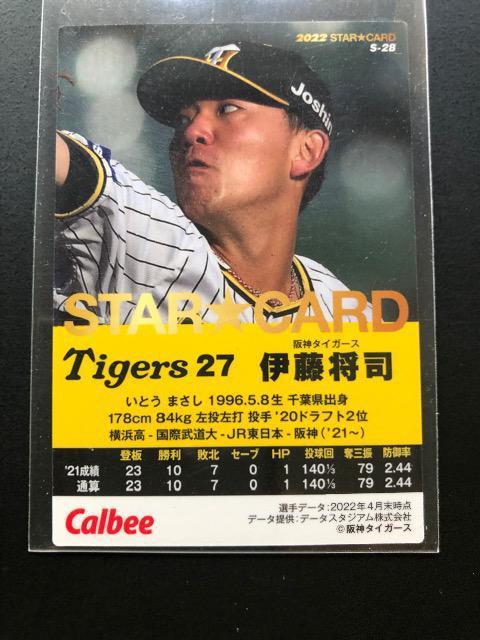 2022 STAR★CARD
S-28
Joshin
STAR★CARD
阪神タイガース
Tigers 27 伊藤将司
いとう まさし 1996.5.8生 千葉県出身
178cm 84kg 左投左打 投手 '20ドラフト2位
横浜高-国際武道大-JR東日本-阪神('21~)
登板 勝利 敗北 セーブ HP 投球回 奪三振 防御率
'21成績 23 10 7 0 1 140⅓ 79 2.44
通算 23 10 7 0 1 140⅓ 79 2.44
Calbee
選手データ:2022年4月末時点
データ提供:データスタジアム株式会社
©阪神タイガース